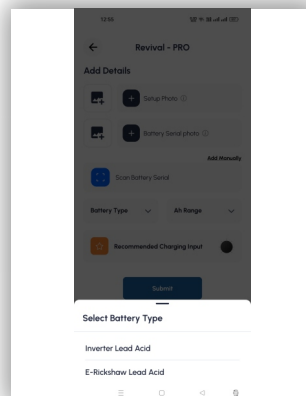 12:55
Revival - PRO
Add Details
Setup Photo
Battery Serial photo
Add Manually
Scan Battery Serial
Battery Type
Ah Range
Recommended Charging Input
Submit
Select Battery Type
Inverter Lead Acid
E-Rickshaw Lead Acid